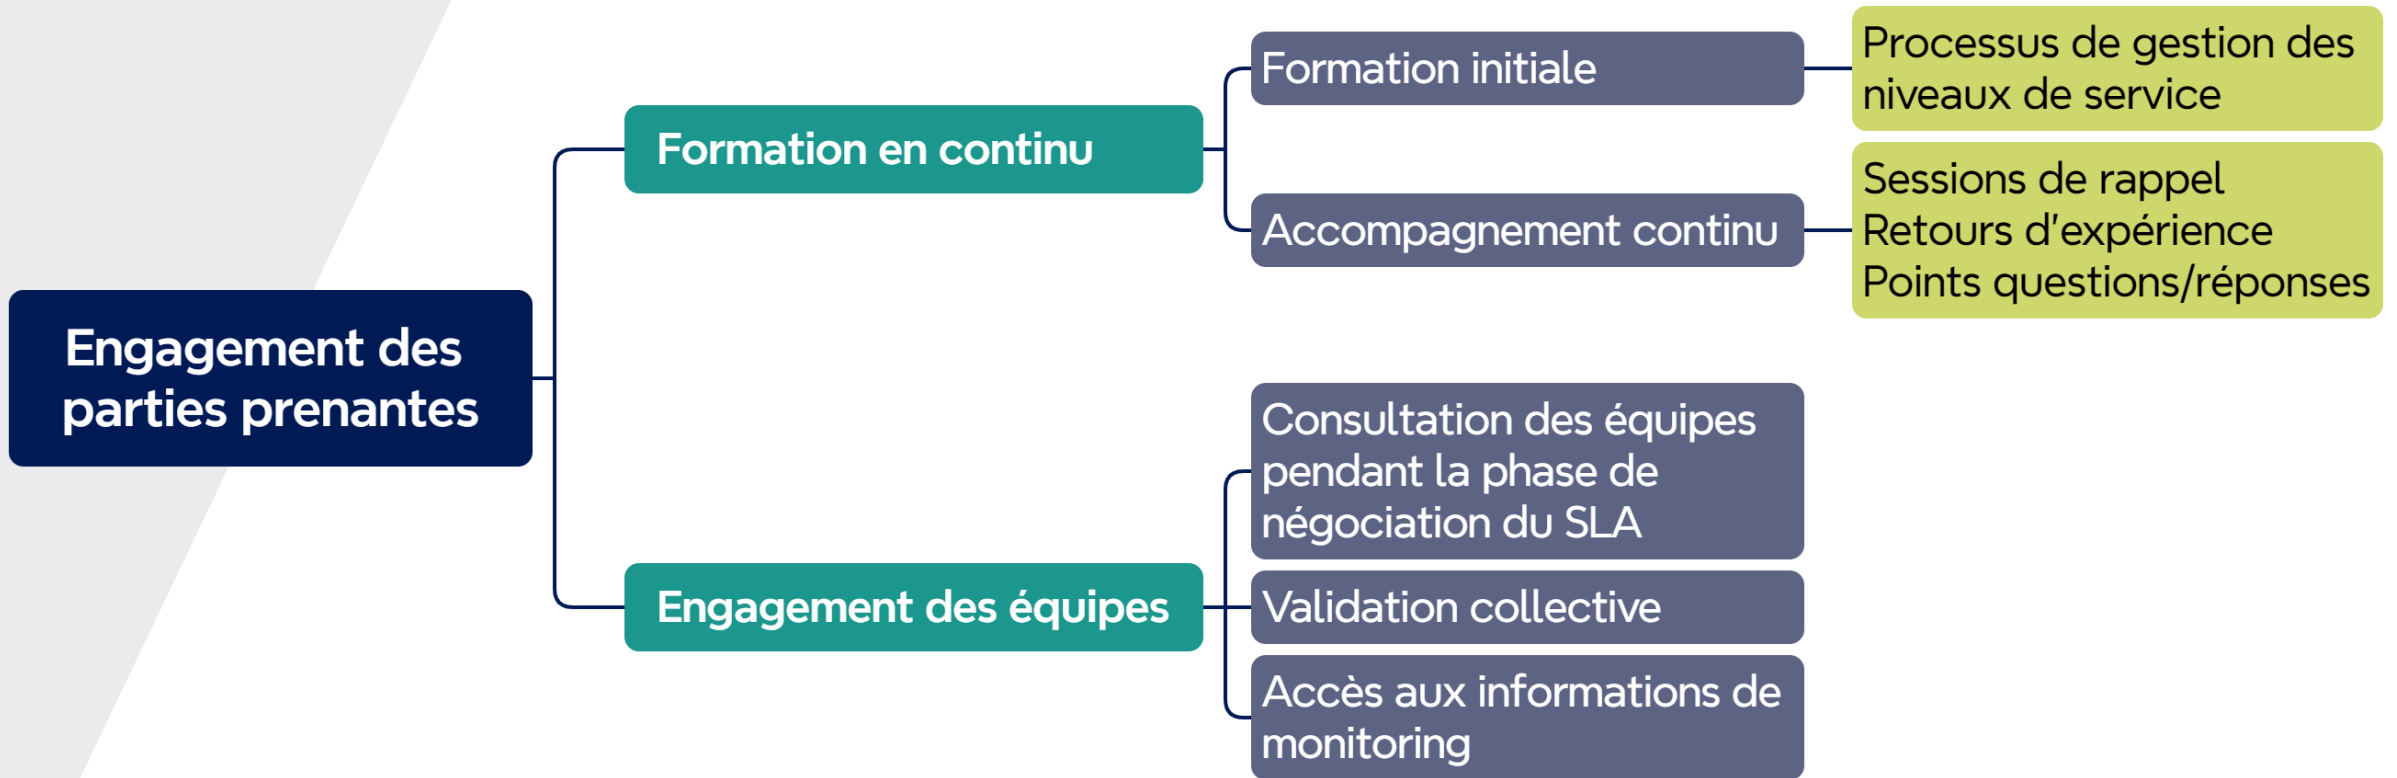 Engagement des
parties prenantes
Formation en continu
Formation initiale
Processus de gestion des
niveaux de service
Accompagnement continu
Sessions de rappel
Retours d'expérience
Points questions/réponses
Engagement des équipes
Consultation des équipes
pendant la phase de
négociation du SLA
Validation collective
Accès aux informations de
monitoring